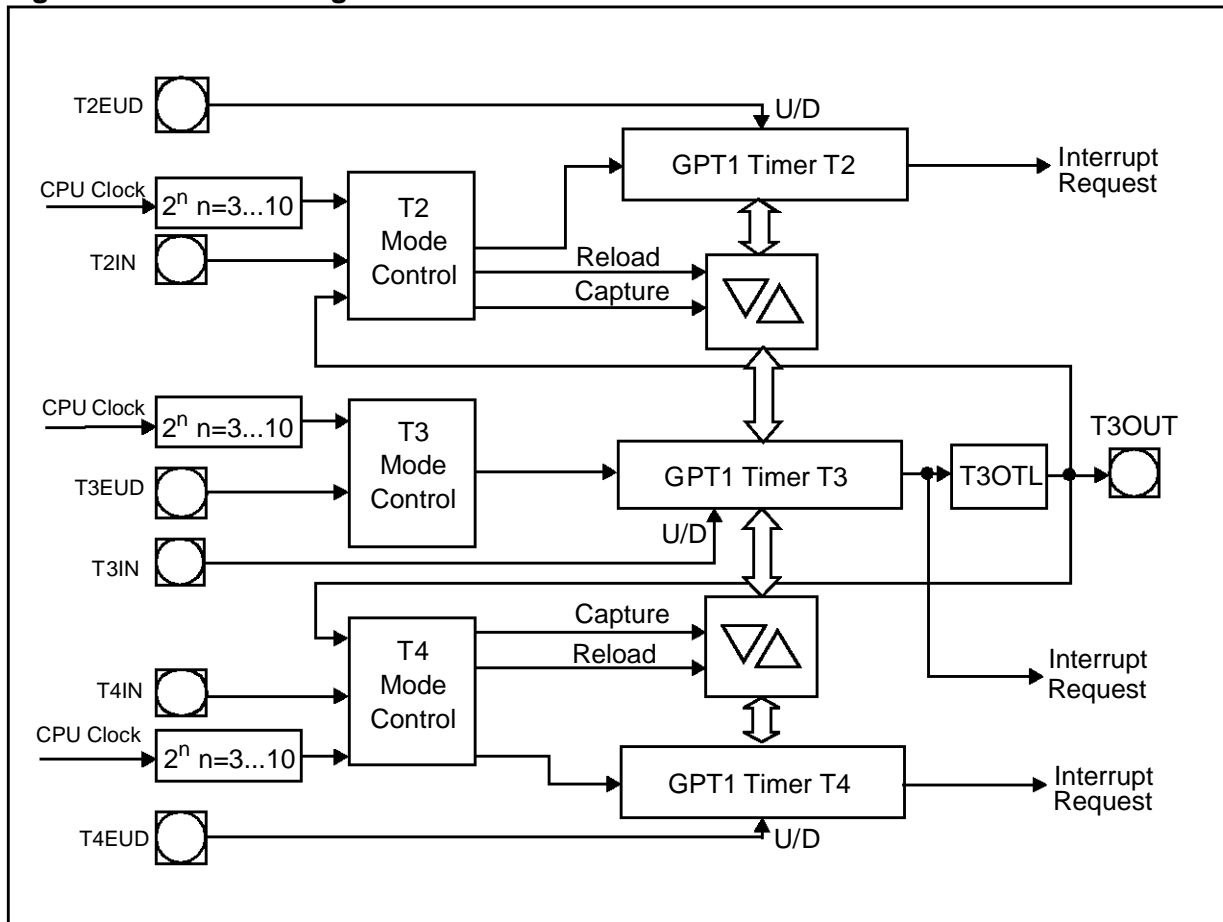 T2EUD
U/D
GPT1 Timer T2
Interrupt
Request
CPU Clock
2ⁿ n=3...10
T2
Mode
Control
T2IN
Reload
Capture
CPU Clock
2ⁿ n=3...10
T3
Mode
Control
T3OUT
GPT1 Timer T3
T3OTL
T3EUD
U/D
T3IN
Capture
T4
Mode
Control
Reload
Interrupt
Request
T4IN
CPU Clock
2ⁿ n=3...10
GPT1 Timer T4
Interrupt
Request
T4EUD
U/D